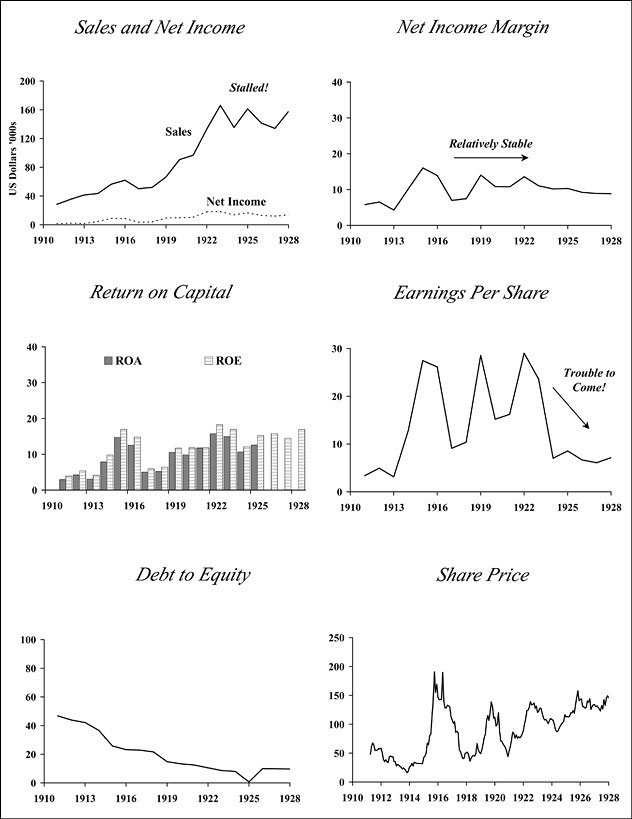 Sales and Net Income
200
160
120
80
40
0
US Dollars '000s
Stalled!
Sales
Net Income
1910 1913 1916 1919 1922 1925 1928
Net Income Margin
40
30
20
10
0
Relatively Stable
1910 1913 1916 1919 1922 1925 1928
Return on Capital
40
30
20
10
0
ROA ROE
1910 1913 1916 1919 1922 1925 1928
Earnings Per Share
30
20
10
0
Trouble to
Come!
1910 1913 1916 1919 1922 1925 1928
Debt to Equity
100
80
60
40
20
0
1910 1913 1916 1919 1922 1925 1928
Share Price
250
200
150
100
50
0
1910 1912 1914 1916 1918 1920 1922 1924 1926 1928